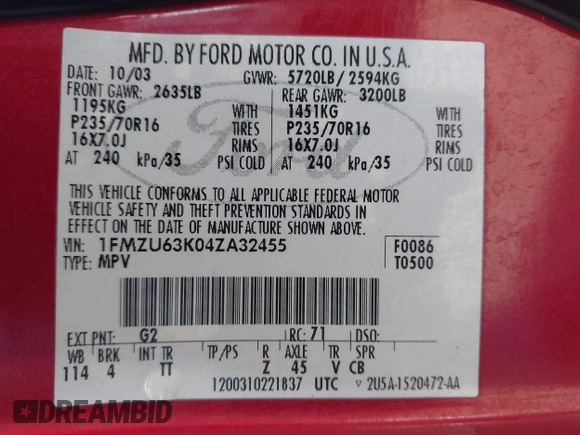 MFD. BY FORD MOTOR CO. IN U.S.A.
DATE: 10/03 GVWR: 5720LB/ 2594KG
FRONT GAWR: 2635LB REAR GAWR: 3200LB
1195KG WITH 1451KG WITH
P235/70R16 TIRES P235/70R16 TIRES
16X7.0J RIMS 16X7.0J RIMS
AT 240 kPa/35 PSI COLD AT 240 kPa/35 PSI COLD
Ford
THIS VEHICLE CONFORMS TO ALL APPLICABLE FEDERAL MOTOR
VEHICLE SAFETY AND THEFT PREVENTION STANDARDS IN
EFFECT ON THE DATE OF MANUFACTURE SHOWN ABOVE.
VIN: 1FMZU63K04ZA32455 F0086
TYPE: MPV T0500
EXT PNT: G2 RC: 71 DSO:
WB BRK INT TR TP/PS R AXLE TR SPR
114 4 TT Z 45 V CB
1200310221837 UTC 2U5A-1520472-AA
DREAMBID